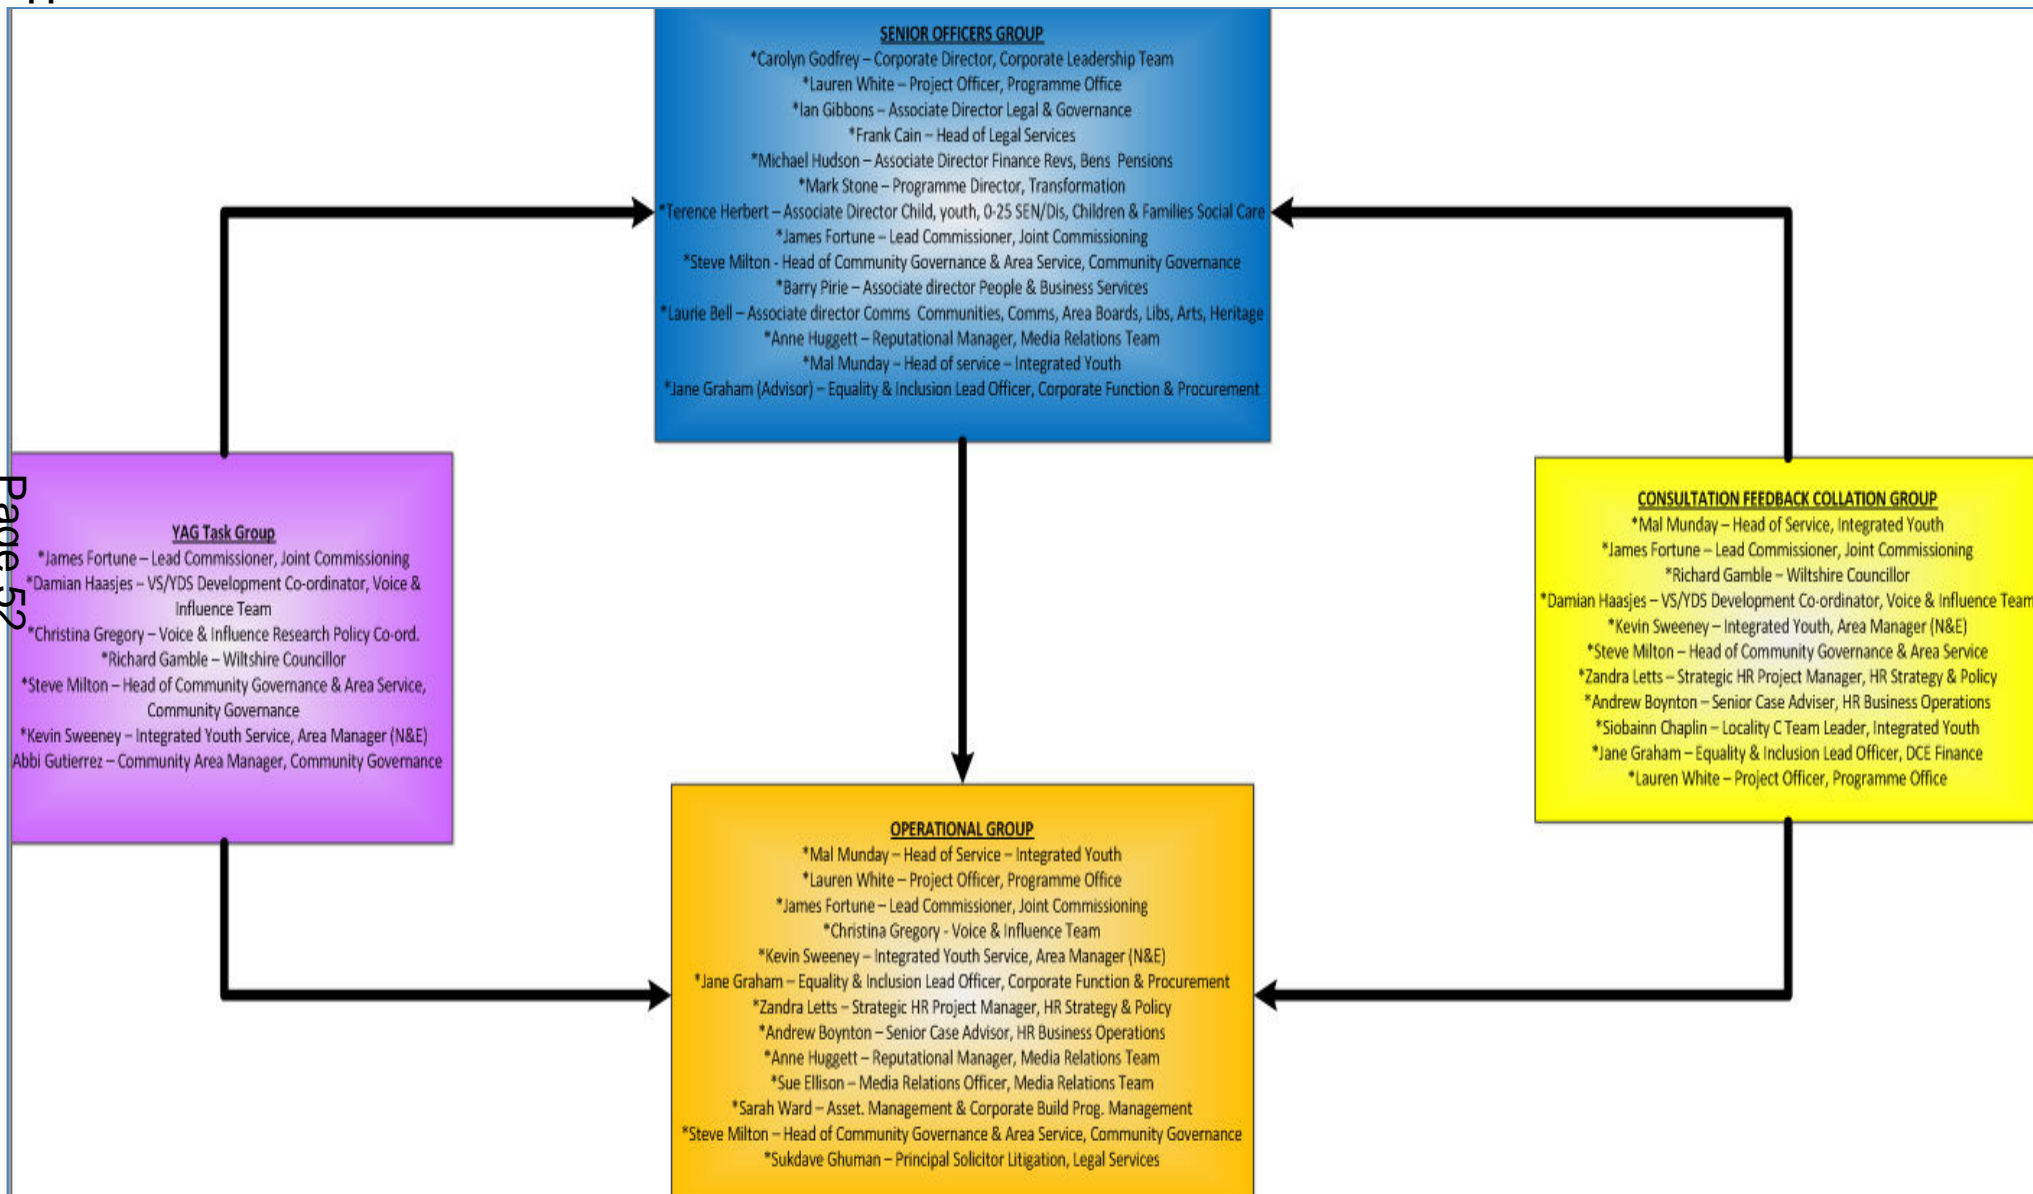 SENIOR OFFICERS GROUP
*Carolyn Godfrey – Corporate Director, Corporate Leadership Team
*Lauren White – Project Officer, Programme Office
*Ian Gibbons – Associate Director Legal & Governance
*Frank Cain – Head of Legal Services
*Michael Hudson – Associate Director Finance Revs, Bens Pensions
*Mark Stone – Programme Director, Transformation
*Terence Herbert – Associate Director Child, youth, 0-25 SEN/Dis, Children & Families Social Care
*James Fortune – Lead Commissioner, Joint Commissioning
*Steve Milton - Head of Community Governance & Area Service, Community Governance
*Barry Pirie – Associate director People & Business Services
*Laurie Bell – Associate director Comms Communities, Comms, Area Boards, Libs, Arts, Heritage
*Anne Huggett – Reputational Manager, Media Relations Team
*Mal Munday – Head of service – Integrated Youth
*Jane Graham (Advisor) – Equality & Inclusion Lead Officer, Corporate Function & Procurement
Page 52
YAG Task Group
*James Fortune – Lead Commissioner, Joint Commissioning
*Damian Haasjes – VS/YDS Development Co-ordinator, Voice &
Influence Team
*Christina Gregory – Voice & Influence Research Policy Co-ord.
*Richard Gamble – Wiltshire Councillor
*Steve Milton – Head of Community Governance & Area Service,
Community Governance
*Kevin Sweeney – Integrated Youth Service, Area Manager (N&E)
Abbi Gutierrez – Community Area Manager, Community Governance
CONSULTATION FEEDBACK COLLATION GROUP
*Mal Munday – Head of Service, Integrated Youth
*James Fortune – Lead Commissioner, Joint Commissioning
*Richard Gamble – Wiltshire Councillor
*Damian Haasjes – VS/YDS Development Co-ordinator, Voice & Influence Team
*Kevin Sweeney – Integrated Youth, Area Manager (N&E)
*Steve Milton – Head of Community Governance & Area Service
*Zandra Letts – Strategic HR Project Manager, HR Strategy & Policy
*Andrew Boynton – Senior Case Adviser, HR Business Operations
*Siobainn Chaplin – Locality C Team Leader, Integrated Youth
*Jane Graham – Equality & Inclusion Lead Officer, DCE Finance
*Lauren White – Project Officer, Programme Office
OPERATIONAL GROUP
*Mal Munday – Head of Service – Integrated Youth
*Lauren White – Project Officer, Programme Office
*James Fortune – Lead Commissioner, Joint Commissioning
*Christina Gregory - Voice & Influence Team
*Kevin Sweeney – Integrated Youth Service, Area Manager (N&E)
*Jane Graham – Equality & Inclusion Lead Officer, Corporate Function & Procurement
*Zandra Letts – Strategic HR Project Manager, HR Strategy & Policy
*Andrew Boynton – Senior Case Advisor, HR Business Operations
*Anne Huggett – Reputational Manager, Media Relations Team
*Sue Ellison – Media Relations Officer, Media Relations Team
*Sarah Ward – Asset. Management & Corporate Build Prog. Management
*Steve Milton – Head of Community Governance & Area Service, Community Governance
*Sukdave Ghuman – Principal Solicitor Litigation, Legal Services